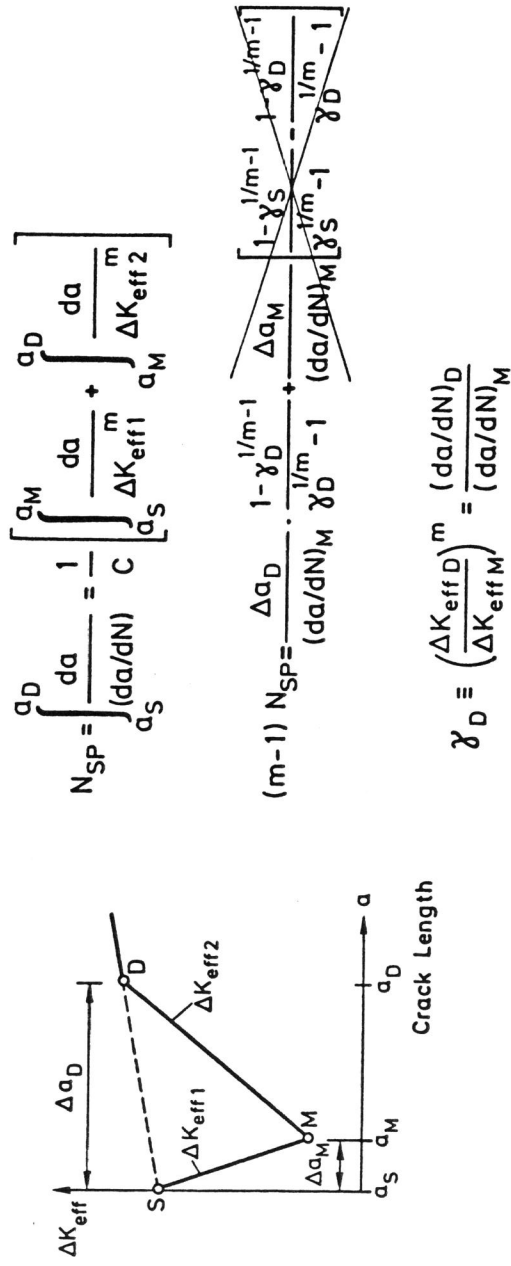 ΔK_eff
Δa_D
S
D
ΔK_eff1
ΔK_eff2
M
Δa_M
a_S a_M a_D a
Crack Length
N_SP = ∫_{a_S}^{a_D} da/(da/dN) = 1/C [ ∫_{a_S}^{a_M} da/ΔK_eff1^m + ∫_{a_M}^{a_D} da/ΔK_eff2^m ]
(m-1) N_SP = Δa_D/(da/dN)_M · (1-γ_D^{1/m-1})/(γ_D^{1/m}-1) + Δa_M/(da/dN)_M [ (1-γ_S^{1/m-1})/(γ_S^{1/m}-1) - (1-γ_D^{1/m-1})/(γ_D^{1/m}-1) ]
γ_D ≡ (ΔK_effD/ΔK_effM)^m = (da/dN)_D/(da/dN)_M